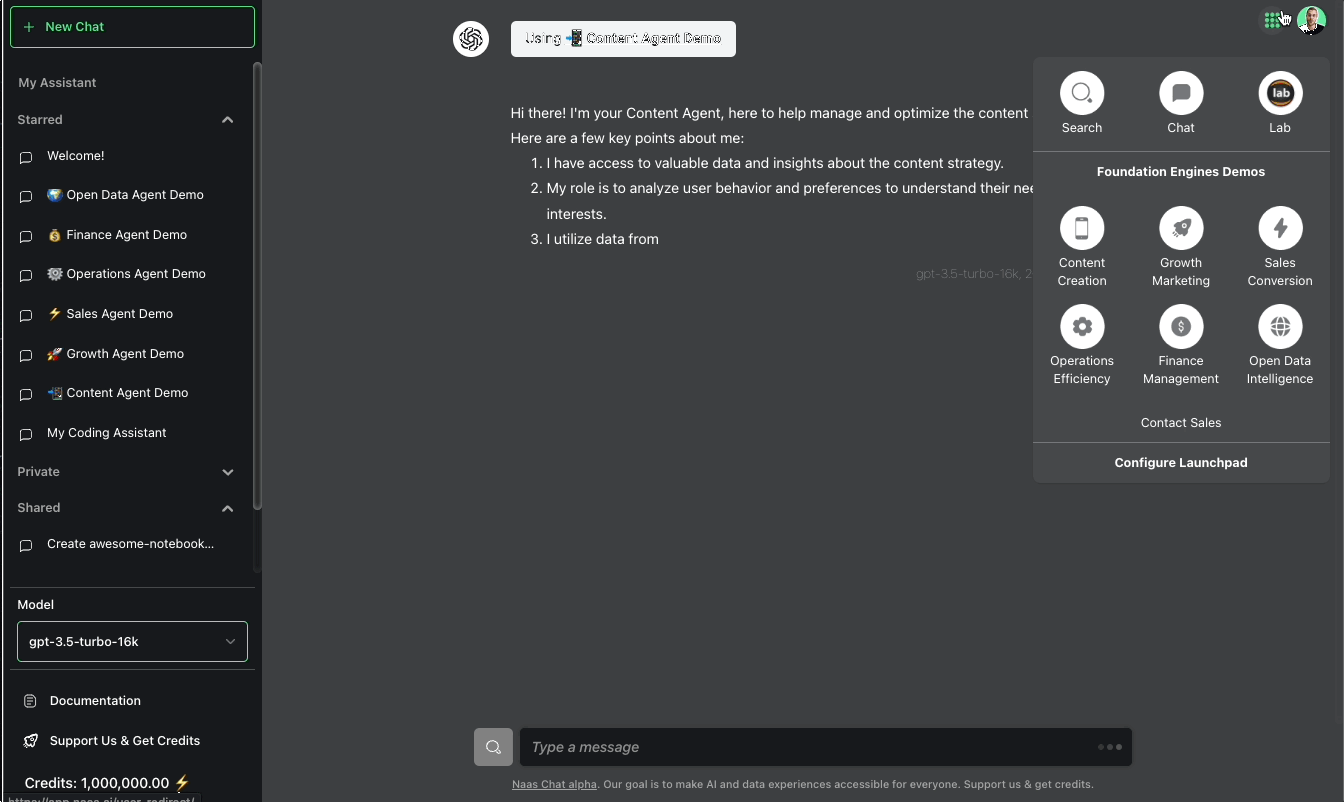 New Chat
My Assistant
Starred
Welcome!
Open Data Agent Demo
Finance Agent Demo
Operations Agent Demo
Sales Agent Demo
Growth Agent Demo
Content Agent Demo
My Coding Assistant
Private
Shared
Create awesome-notebook...
Model
gpt-3.5-turbo-16k
Documentation
Support Us & Get Credits
Credits: 1,000,000.00
https://app.naas.ai/user_redirect/
Using Content Agent Demo
Hi there! I'm your Content Agent, here to help manage and optimize the content
Here are a few key points about me:
1. I have access to valuable data and insights about the content strategy.
2. My role is to analyze user behavior and preferences to understand their nee
interests.
3. I utilize data from
gpt-3.5-turbo-16k, 2
Type a message
Naas Chat alpha. Our goal is to make AI and data experiences accessible for everyone. Support us & get credits.
Search
Chat
lab
Lab
Foundation Engines Demos
Content
Creation
Growth
Marketing
Sales
Conversion
Operations
Efficiency
Finance
Management
Open Data
Intelligence
Contact Sales
Configure Launchpad